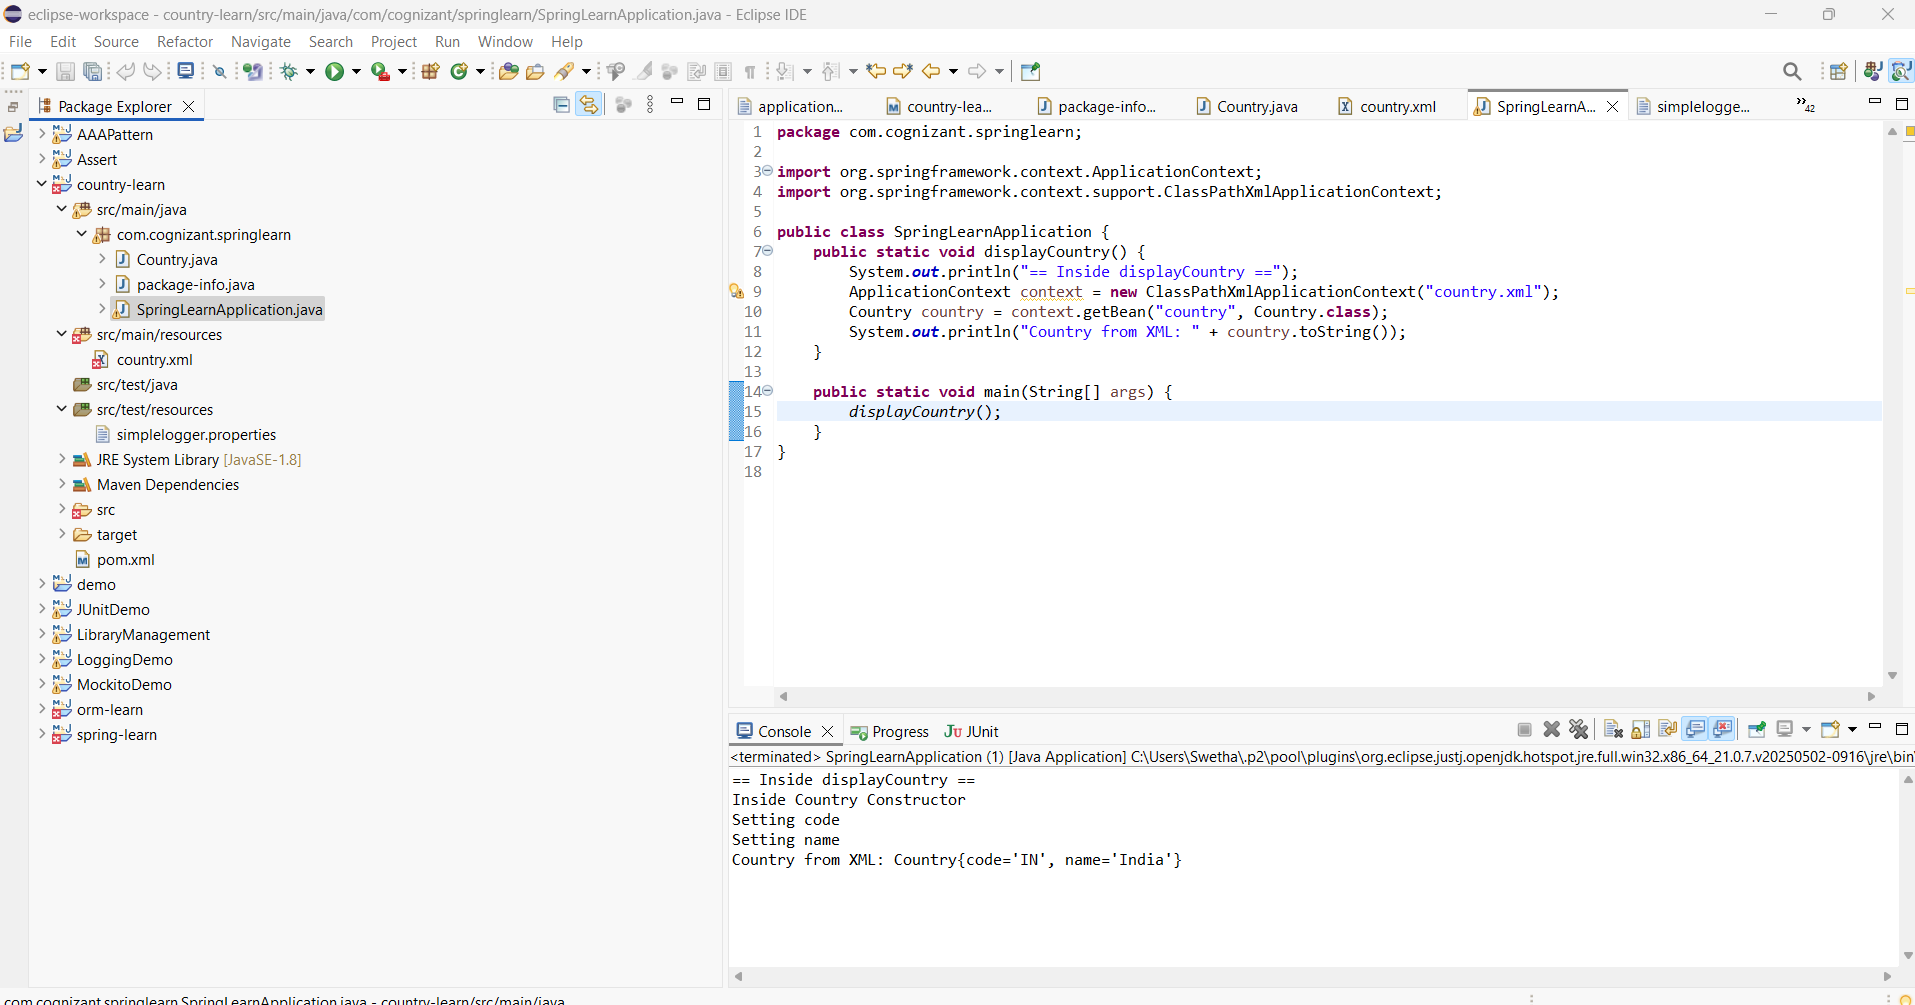 eclipse-workspace - country-learn/src/main/java/com/cognizant/springlearn/SpringLearnApplication.java - Eclipse IDE
File Edit Source Refactor Navigate Search Project Run Window Help
Package Explorer
AAAPattern
Assert
country-learn
src/main/java
com.cognizant.springlearn
Country.java
package-info.java
SpringLearnApplication.java
src/main/resources
country.xml
src/test/java
src/test/resources
simplelogger.properties
JRE System Library [JavaSE-1.8]
Maven Dependencies
src
target
pom.xml
demo
JUnitDemo
LibraryManagement
LoggingDemo
MockitoDemo
orm-learn
spring-learn
application... country-lea... package-info... Country.java country.xml SpringLearnA... simplelogge... »42
1 package com.cognizant.springlearn;
2
3 import org.springframework.context.ApplicationContext;
4 import org.springframework.context.support.ClassPathXmlApplicationContext;
5
6 public class SpringLearnApplication {
7 public static void displayCountry() {
8 System.out.println("== Inside displayCountry ==");
9 ApplicationContext context = new ClassPathXmlApplicationContext("country.xml");
10 Country country = context.getBean("country", Country.class);
11 System.out.println("Country from XML: " + country.toString());
12 }
13
14 public static void main(String[] args) {
15 displayCountry();
16 }
17 }
18
Console Progress JUnit
<terminated> SpringLearnApplication (1) [Java Application] C:\Users\Swetha\.p2\pool\plugins\org.eclipse.justj.openjdk.hotspot.jre.full.win32.x86_64_21.0.7.v20250502-0916\jre\bin
== Inside displayCountry ==
Inside Country Constructor
Setting code
Setting name
Country from XML: Country{code='IN', name='India'}
com.cognizant.springlearn.SpringLearnApplication.java - country-learn/src/main/java